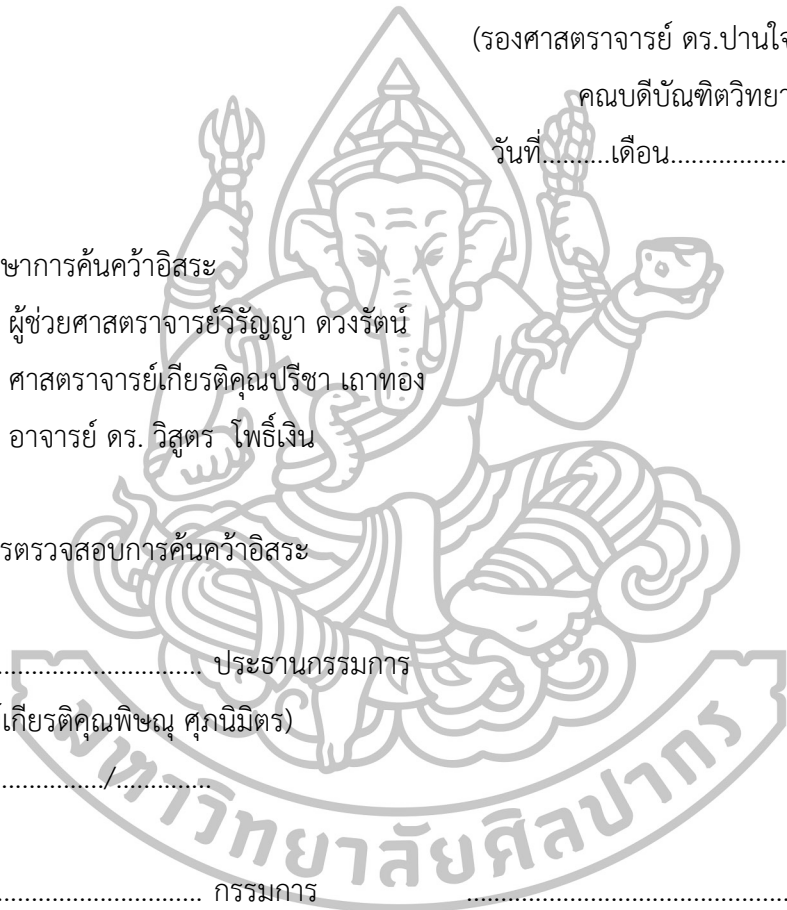 (รองศาสตราจารย์ ดร.ปานใจ
คณบดีบัณฑิตวิทยา
วันที่..........เดือน..................
ษาการค้นคว้าอิสระ
ผู้ช่วยศาสตราจารย์วิรัญญา ดวงรัตน์
ศาสตราจารย์เกียรติคุณปรีชา เถาทอง
อาจารย์ ดร. วิสูตร โพธิ์เงิน
รตรวจสอบการค้นคว้าอิสระ
.............................. ประธานกรรมการ
เกียรติคุณพิษณุ ศุภนิมิตร)
.............../..............
.............................. กรรมการ ................................................
มหาวิทยาลัยศิลปากร